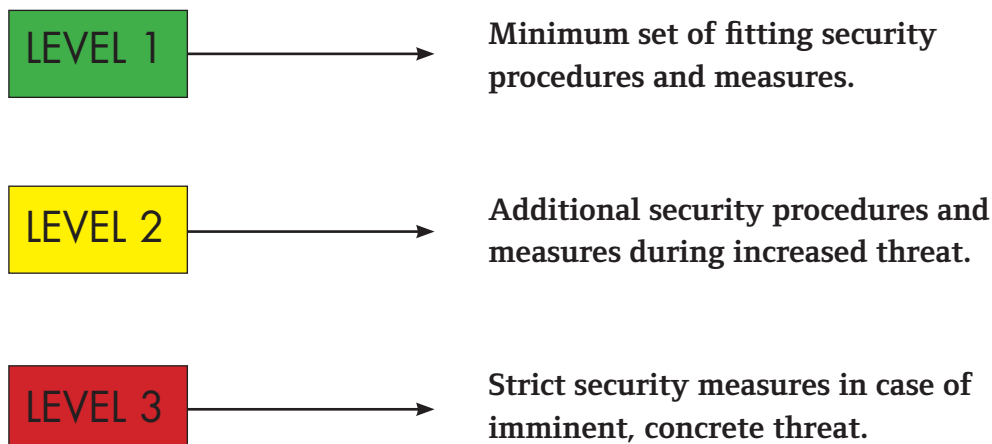 LEVEL 1
Minimum set of fitting security
procedures and measures.
LEVEL 2
Additional security procedures and
measures during increased threat.
LEVEL 3
Strict security measures in case of
imminent, concrete threat.